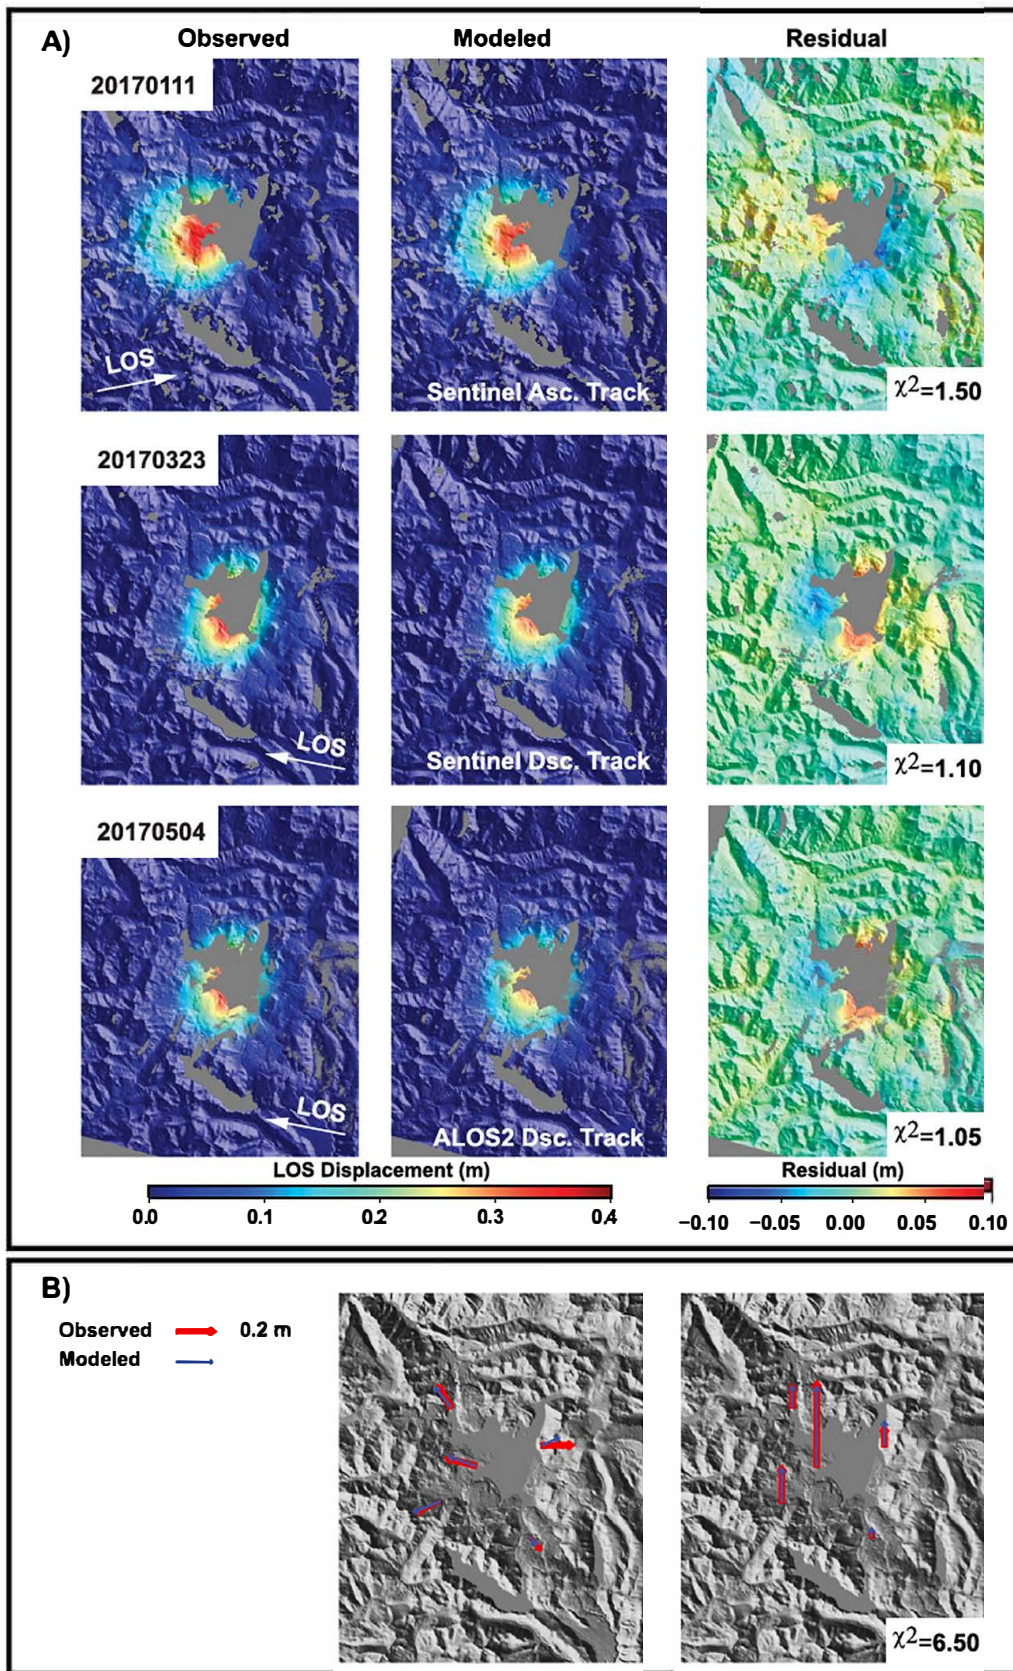 A)
Observed Modeled Residual
20170111
LOS
Sentinel Asc. Track
χ2=1.50
20170323
LOS
Sentinel Dsc. Track
χ2=1.10
20170504
LOS
ALOS2 Dsc. Track
χ2=1.05
LOS Displacement (m) Residual (m)
0.0 0.1 0.2 0.3 0.4 −0.10 −0.05 0.00 0.05 0.10
B)
Observed 0.2 m
Modeled
χ2=6.50